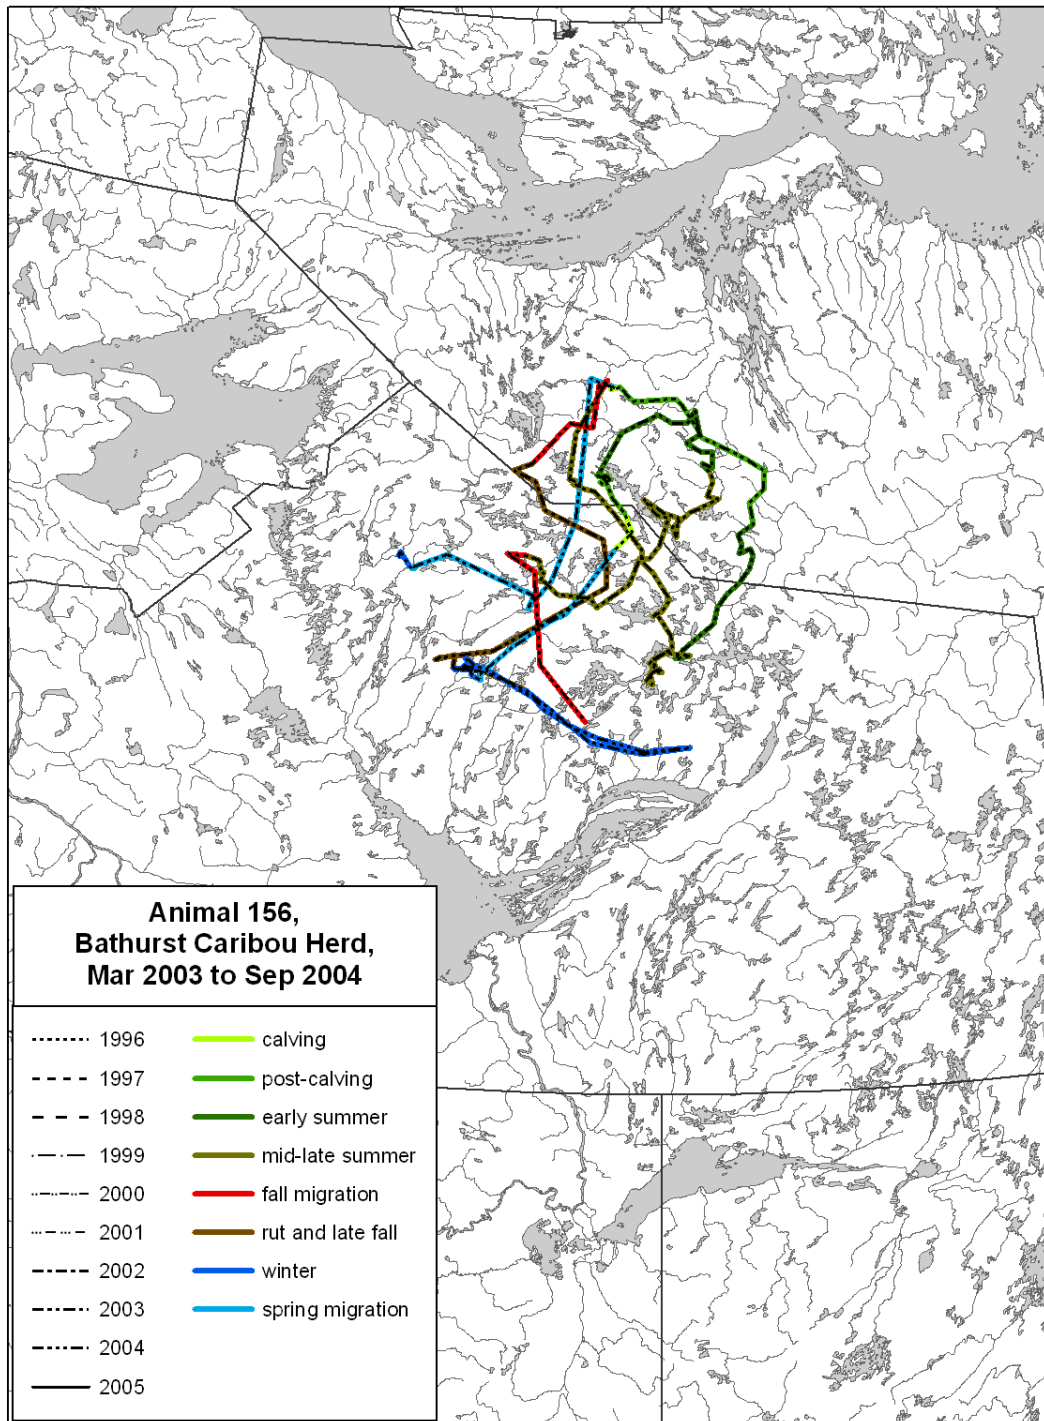 Animal 156,
Bathurst Caribou Herd,
Mar 2003 to Sep 2004
1996
1997
1998
1999
2000
2001
2002
2003
2004
2005
calving
post-calving
early summer
mid-late summer
fall migration
rut and late fall
winter
spring migration